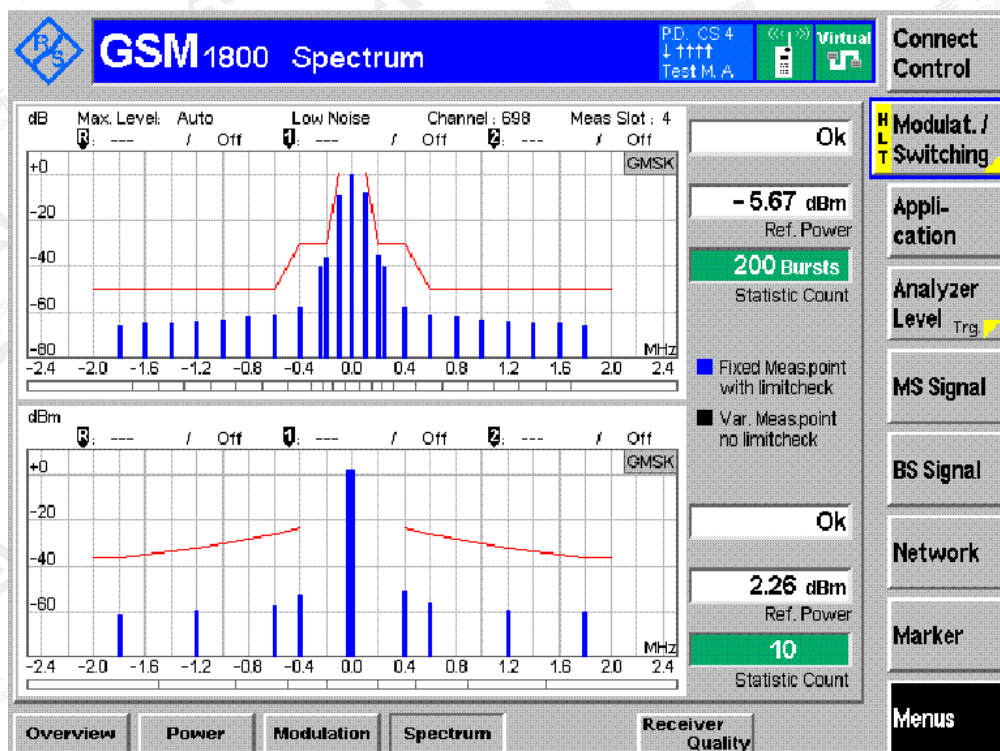 R/S
GSM 1800 Spectrum
P.D. CS 4
Test M. A.
Virtual
Connect
Control
dB Max. Level: Auto Low Noise Channel : 698 Meas Slot : 4
R: --- / Off 1: --- / Off 2: --- / Off
GMSK
+0
-20
-40
-60
-80
MHz
-2.4 -2.0 -1.6 -1.2 -0.8 -0.4 0.0 0.4 0.8 1.2 1.6 2.0 2.4
Ok
- 5.67 dBm
Ref. Power
200 Bursts
Statistic Count
Fixed Meas.point
with limitcheck
Var. Meas.point
no limitcheck
dBm
R: --- / Off 1: --- / Off 2: --- / Off
GMSK
+0
-20
-40
-60
MHz
-2.4 -2.0 -1.6 -1.2 -0.8 -0.4 0.0 0.4 0.8 1.2 1.6 2.0 2.4
Ok
2.26 dBm
Ref. Power
10
Statistic Count
HLT
Modulat. /
Switching
Appli-
cation
Analyzer
Level Trg.
MS Signal
BS Signal
Network
Marker
Menus
Overview Power Modulation Spectrum Receiver
Quality